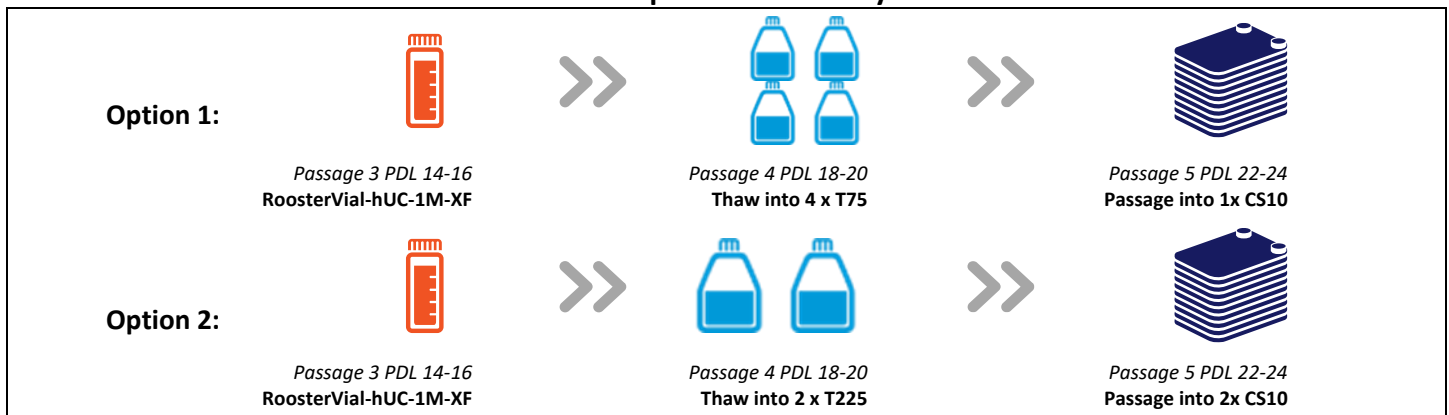 Option 1:
Passage 3 PDL 14-16
RoosterVial-hUC-1M-XF
Passage 4 PDL 18-20
Thaw into 4 x T75
Passage 5 PDL 22-24
Passage into 1x CS10
Option 2:
Passage 3 PDL 14-16
RoosterVial-hUC-1M-XF
Passage 4 PDL 18-20
Thaw into 2 x T225
Passage 5 PDL 22-24
Passage into 2x CS10